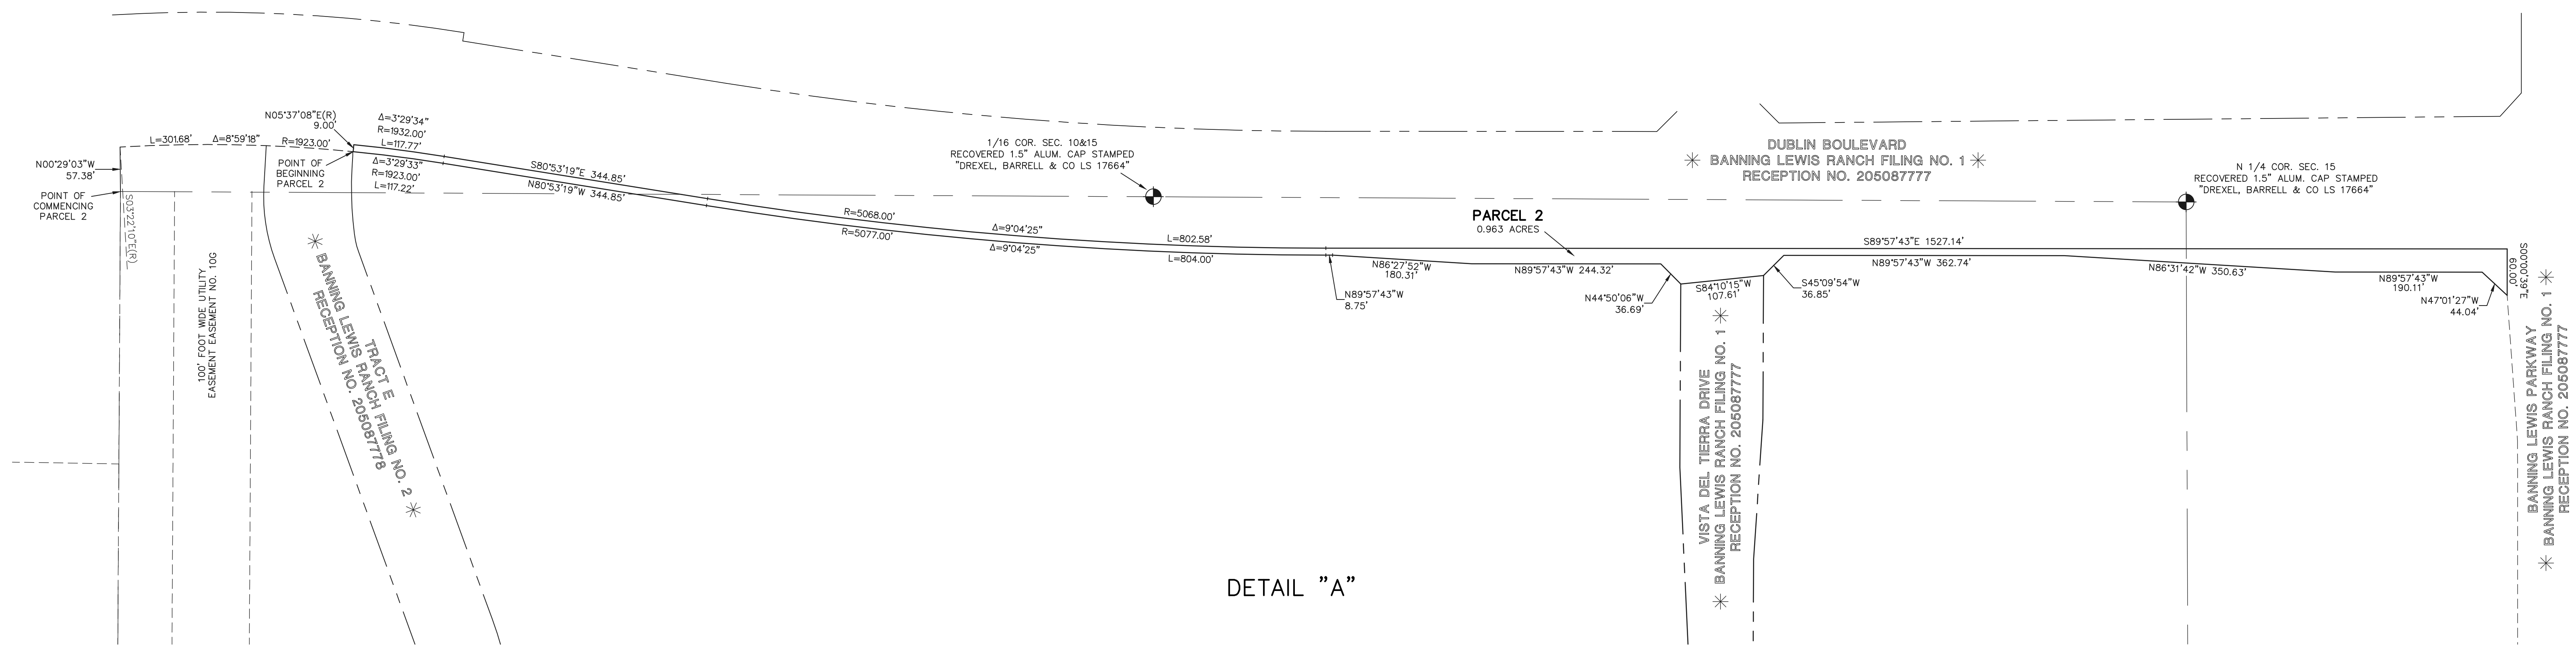 N00°29'03"W
57.38'
POINT OF
COMMENCING
PARCEL 2
L=301.68'
Δ=8°59'18"
R=1923.00'
S03°22'10"E(R)
N05°37'08"E(R)
9.00'
POINT OF
BEGINNING
PARCEL 2
Δ=3°29'34"
R=1932.00'
L=117.77'
Δ=3°29'33"
R=1923.00'
L=117.22'
S80°53'19"E 344.85'
N80°53'19"W 344.85'
100' FOOT WIDE UTILITY
EASEMENT EASEMENT NO. 10G
TRACT E
BANNING LEWIS RANCH FILING NO. 2
RECEPTION NO. 205087778
1/16 COR. SEC. 10&15
RECOVERED 1.5" ALUM. CAP STAMPED
"DREXEL, BARRELL & CO LS 17664"
R=5068.00'
Δ=9°04'25"
L=802.58'
R=5077.00'
Δ=9°04'25"
L=804.00'
PARCEL 2
0.963 ACRES
DUBLIN BOULEVARD
BANNING LEWIS RANCH FILING NO. 1
RECEPTION NO. 205087777
N 1/4 COR. SEC. 15
RECOVERED 1.5" ALUM. CAP STAMPED
"DREXEL, BARRELL & CO LS 17664"
S89°57'43"E 1527.14'
N89°57'43"W
8.75'
N86°27'52"W
180.31'
N89°57'43"W 244.32'
N44°50'06"W
36.69'
S84°10'15"W
107.61'
S45°09'54"W
36.85'
N89°57'43"W 362.74'
N86°31'42"W 350.63'
N89°57'43"W
190.11'
N47°01'27"W
44.04'
S00°00'39"E
60.00'
VISTA DEL TIERRA DRIVE
BANNING LEWIS RANCH FILING NO. 1
RECEPTION NO. 205087777
BANNING LEWIS PARKWAY
BANNING LEWIS RANCH FILING NO. 1
RECEPTION NO. 205087777
DETAIL "A"